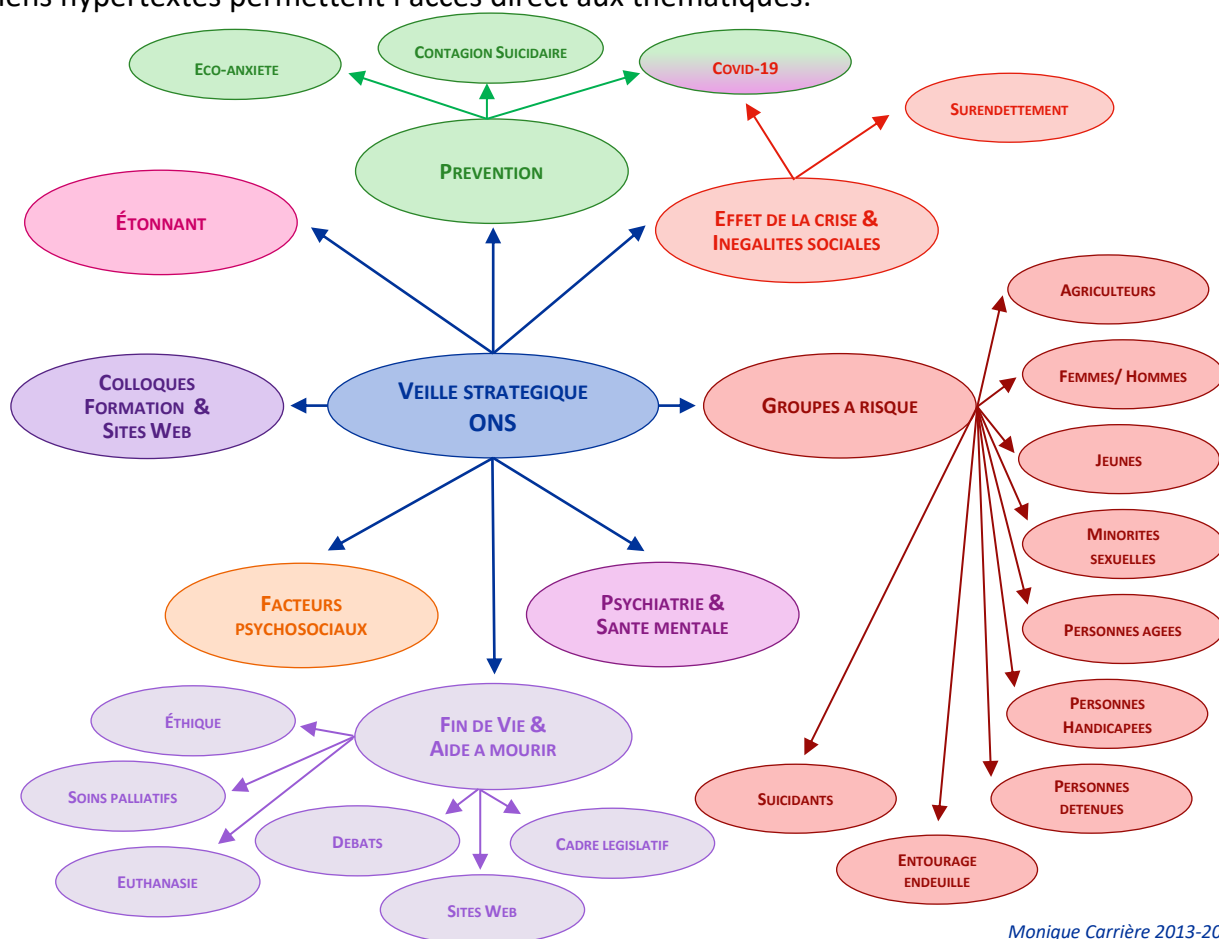 liens hypertextes permettent l'accès direct aux thématiques.
CONTAGION SUICIDAIRE
ECO-ANXIETE
COVID-19
SURENDETTEMENT
PREVENTION
ÉTONNANT
EFFET DE LA CRISE &
INEGALITES SOCIALES
AGRICULTEURS
FEMMES/ HOMMES
COLLOQUES
FORMATION &
SITES WEB
VEILLE STRATEGIQUE
ONS
GROUPES A RISQUE
JEUNES
MINORITES
SEXUELLES
FACTEURS
PSYCHOSOCIAUX
PSYCHIATRIE &
SANTE MENTALE
PERSONNES AGEES
PERSONNES
HANDICAPEES
ÉTHIQUE
FIN DE VIE &
AIDE A MOURIR
SOINS PALLIATIFS
SUICIDANTS
PERSONNES
DETENUES
DEBATS
CADRE LEGISLATIF
EUTHANASIE
SITES WEB
ENTOURAGE
ENDEUILLE
Monique Carrière 2013-20